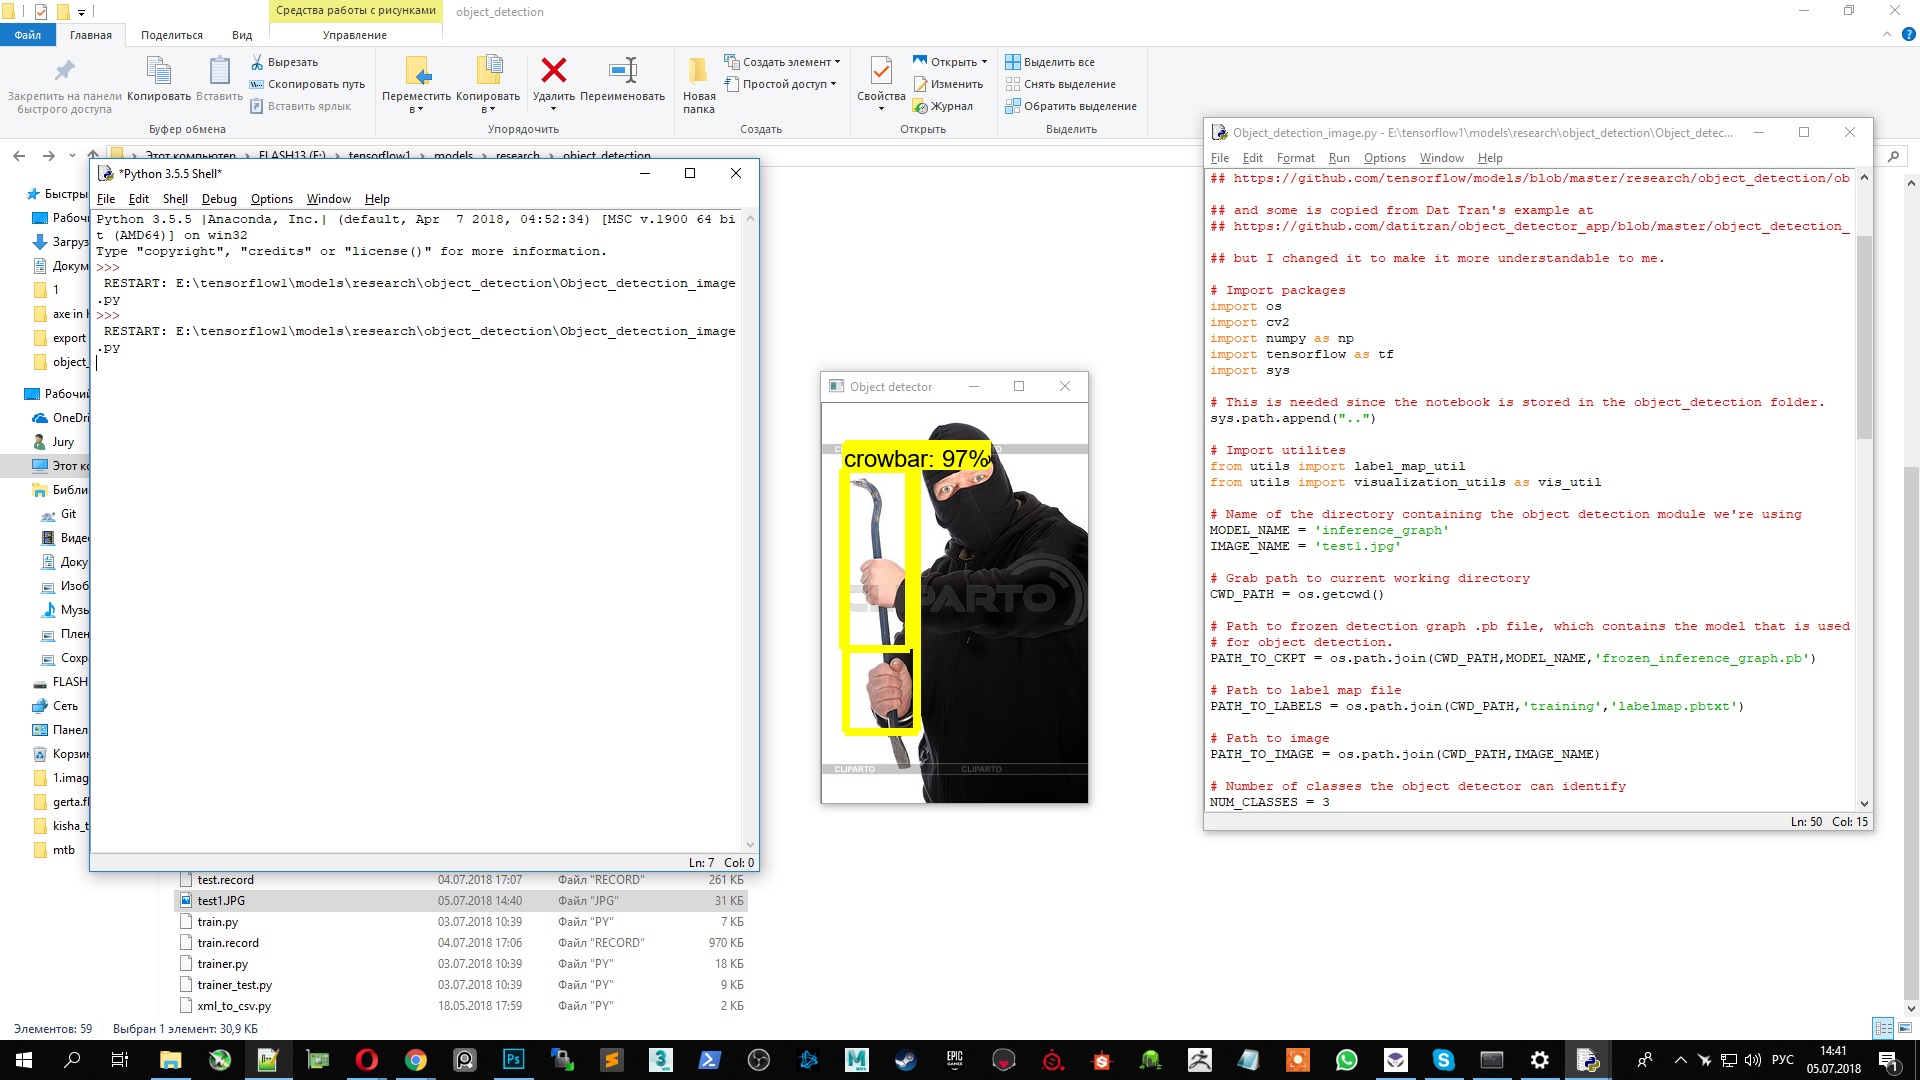 Средства работы с рисунками
object_detection
Файл
Главная
Поделиться
Вид
Управление
Закрепить на панели быстрого доступа
Копировать
Вставить
Вырезать
Скопировать путь
Вставить ярлык
Буфер обмена
Переместить в
Копировать в
Удалить
Переименовать
Упорядочить
Новая папка
Создать элемент
Простой доступ
Создать
Свойства
Открыть
Изменить
Журнал
Открыть
Выделить все
Снять выделение
Обратить выделение
Выделить
Этот компьютер
FLASH13 (E:)
tensorflow1
models
research
object_detection
Быстры
Рабоч
Загруз
Докум
1
axe in h
export
object_
Рабочий
OneDri
Jury
Этот ко
Библи
Git
Виде
Доку
Изоб
Музы
Плен
Сохр
FLASH
Сеть
Панел
Корзин
1.imag
gerta.fl
kisha_t
mtb
*Python 3.5.5 Shell*
File Edit Shell Debug Options Window Help
Python 3.5.5 |Anaconda, Inc.| (default, Apr  7 2018, 04:52:34) [MSC v.1900 64 bi
t (AMD64)] on win32
Type "copyright", "credits" or "license()" for more information.
>>>
 RESTART: E:\tensorflow1\models\research\object_detection\Object_detection_image
.py
>>>
 RESTART: E:\tensorflow1\models\research\object_detection\Object_detection_image
.py
Ln: 7 Col: 0
test.record 04.07.2018 17:07 Файл "RECORD" 261 КБ
test1.JPG 05.07.2018 14:40 Файл "JPG" 31 КБ
train.py 03.07.2018 10:39 Файл "PY" 7 КБ
train.record 04.07.2018 17:06 Файл "RECORD" 970 КБ
trainer.py 03.07.2018 10:39 Файл "PY" 18 КБ
trainer_test.py 03.07.2018 10:39 Файл "PY" 9 КБ
xml_to_csv.py 18.05.2018 17:59 Файл "PY" 2 КБ
Элементов: 59 Выбран 1 элемент: 30,9 КБ
Object detector
crowbar: 97%
CLIPARTO
CLIPARTO CLIPARTO
Object_detection_image.py - E:\tensorflow1\models\research\object_detection\Object_detec...
File Edit Format Run Options Window Help
## https://github.com/tensorflow/models/blob/master/research/object_detection/ob
## and some is copied from Dat Tran's example at
## https://github.com/datitran/object_detector_app/blob/master/object_detection_
## but I changed it to make it more understandable to me.
# Import packages
import os
import cv2
import numpy as np
import tensorflow as tf
import sys
# This is needed since the notebook is stored in the object_detection folder.
sys.path.append("..")
# Import utilites
from utils import label_map_util
from utils import visualization_utils as vis_util
# Name of the directory containing the object detection module we're using
MODEL_NAME = 'inference_graph'
IMAGE_NAME = 'test1.jpg'
# Grab path to current working directory
CWD_PATH = os.getcwd()
# Path to frozen detection graph .pb file, which contains the model that is used
# for object detection.
PATH_TO_CKPT = os.path.join(CWD_PATH,MODEL_NAME,'frozen_inference_graph.pb')
# Path to label map file
PATH_TO_LABELS = os.path.join(CWD_PATH,'training','labelmap.pbtxt')
# Path to image
PATH_TO_IMAGE = os.path.join(CWD_PATH,IMAGE_NAME)
# Number of classes the object detector can identify
NUM_CLASSES = 3
Ln: 50 Col: 15
РУС
14:41
05.07.2018